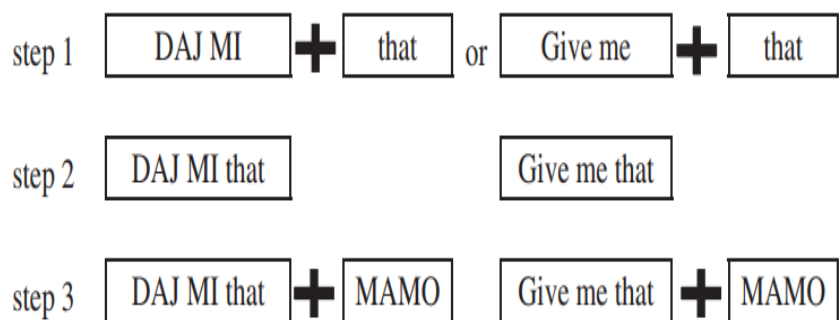 step 1 DAJ MI + that or Give me + that
step 2 DAJ MI that Give me that
step 3 DAJ MI that + MAMO Give me that + MAMO